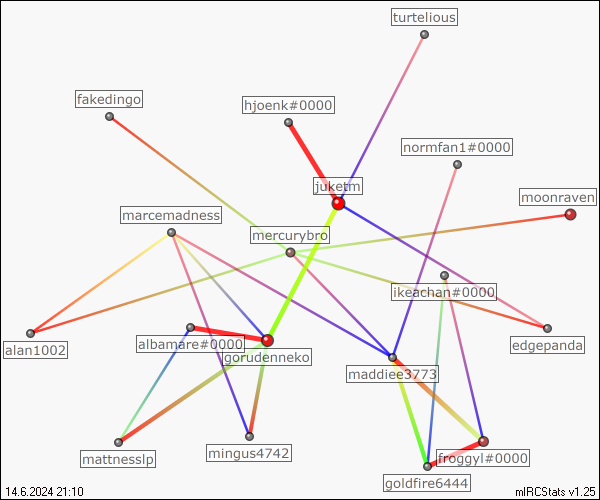 turtelious
fakedingo
hjoenk#0000
normfan1#0000
juketm
moonraven
marcemadness
mercurybro
ikeachan#0000
albamare#0000
edgepanda
alan1002
gorudenneko
maddiee3773
mingus4742
froggyl#0000
mattnesslp
goldfire6444
14.6.2024 21:10
mIRCStats v1.25